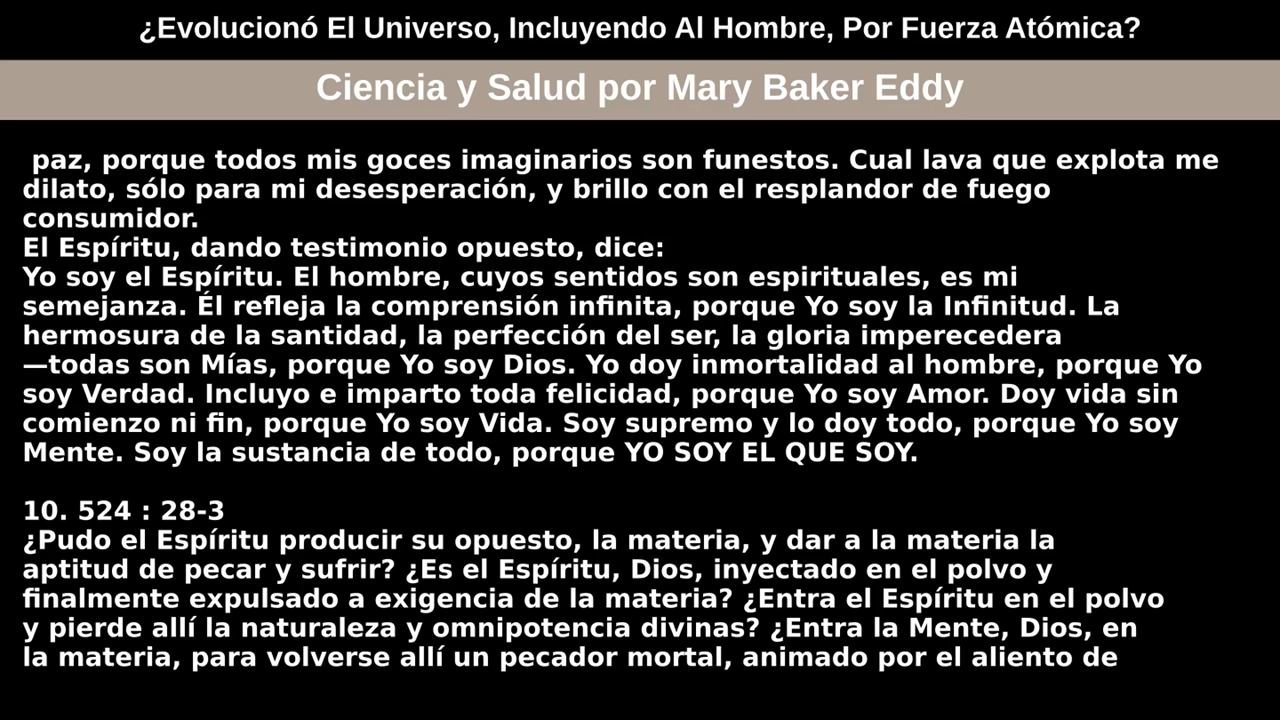 ¿Evolucionó El Universo, Incluyendo Al Hombre, Por Fuerza Atómica?
Ciencia y Salud por Mary Baker Eddy
paz, porque todos mis goces imaginarios son funestos. Cual lava que explota me
dilato, sólo para mi desesperación, y brillo con el resplandor de fuego
consumidor.
El Espíritu, dando testimonio opuesto, dice:
Yo soy el Espíritu. El hombre, cuyos sentidos son espirituales, es mi
semejanza. Él refleja la comprensión infinita, porque Yo soy la Infinitud. La
hermosura de la santidad, la perfección del ser, la gloria imperecedera
—todas son Mías, porque Yo soy Dios. Yo doy inmortalidad al hombre, porque Yo
soy Verdad. Incluyo e imparto toda felicidad, porque Yo soy Amor. Doy vida sin
comienzo ni fin, porque Yo soy Vida. Soy supremo y lo doy todo, porque Yo soy
Mente. Soy la sustancia de todo, porque YO SOY EL QUE SOY.
10. 524 : 28-3
¿Pudo el Espíritu producir su opuesto, la materia, y dar a la materia la
aptitud de pecar y sufrir? ¿Es el Espíritu, Dios, inyectado en el polvo y
finalmente expulsado a exigencia de la materia? ¿Entra el Espíritu en el polvo
y pierde allí la naturaleza y omnipotencia divinas? ¿Entra la Mente, Dios, en
la materia, para volverse allí un pecador mortal, animado por el aliento de